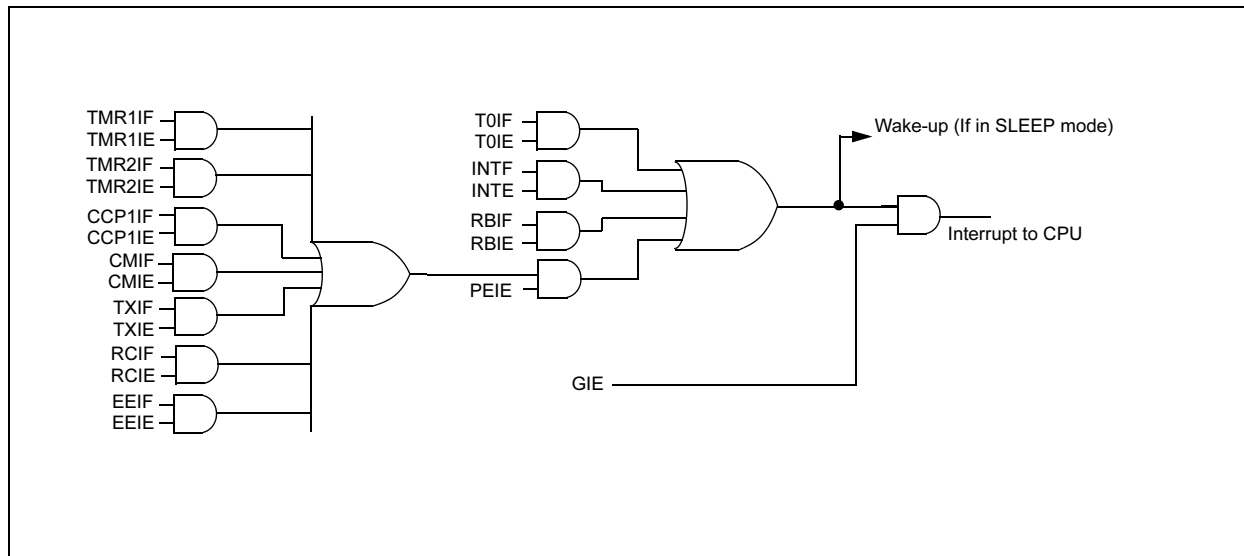 TMR1IF
TMR1IE
TMR2IF
TMR2IE
CCP1IF
CCP1IE
CMIF
CMIE
TXIF
TXIE
RCIF
RCIE
EEIF
EEIE
T0IF
T0IE
INTF
INTE
RBIF
RBIE
PEIE
GIE
Wake-up (If in SLEEP mode)
Interrupt to CPU